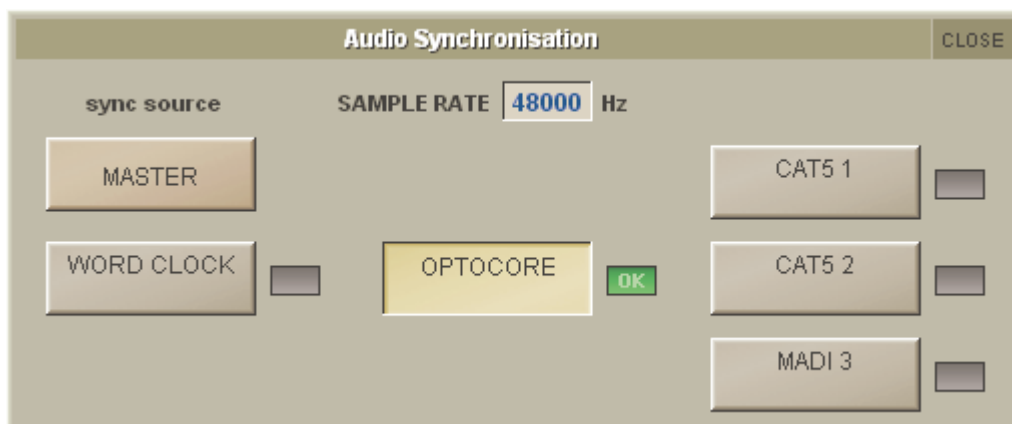 Audio Synchronisation CLOSE
sync source SAMPLE RATE 48000 Hz
MASTER CAT5 1
WORD CLOCK OPTOCORE OK CAT5 2
MADI 3